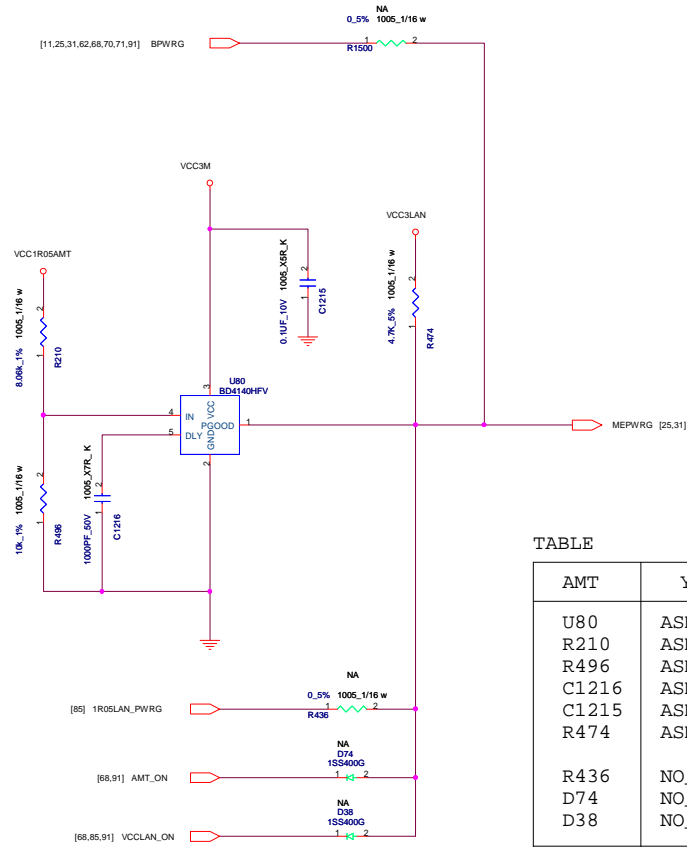 NA
0_5% 1005_1/16 w
[11,25,31,62,68,70,71,91] BPWRG
1 2
R1500
VCC3M
VCC3LAN
VCC1R05AMT
2
1
0.1UF_10V 1005_X5R_K
C1215
2
1
4.7K_5% 1005_1/16 w
R474
2
1
8.06k_1% 1005_1/16 w
R210
U80
BD4140HFV
3
VCC
4 IN
PGOOD 1
5 DLY
GND
2
MEPWRG [25,31]
2
1
10k_1% 1005_1/16 w
R496
2
1
1000PF_50V 1005_X7R_K
C1216
TABLE
AMT
U80
R210
R496
C1216
C1215
R474
R436
D74
D38
NA
0_5% 1005_1/16 w
[85] 1R05LAN_PWRG
1 2
R436
NA
D74
1SS400G
[68,91] AMT_ON
1 2
NA
D38
1SS400G
[68,85,91] VCCLAN_ON
1 2